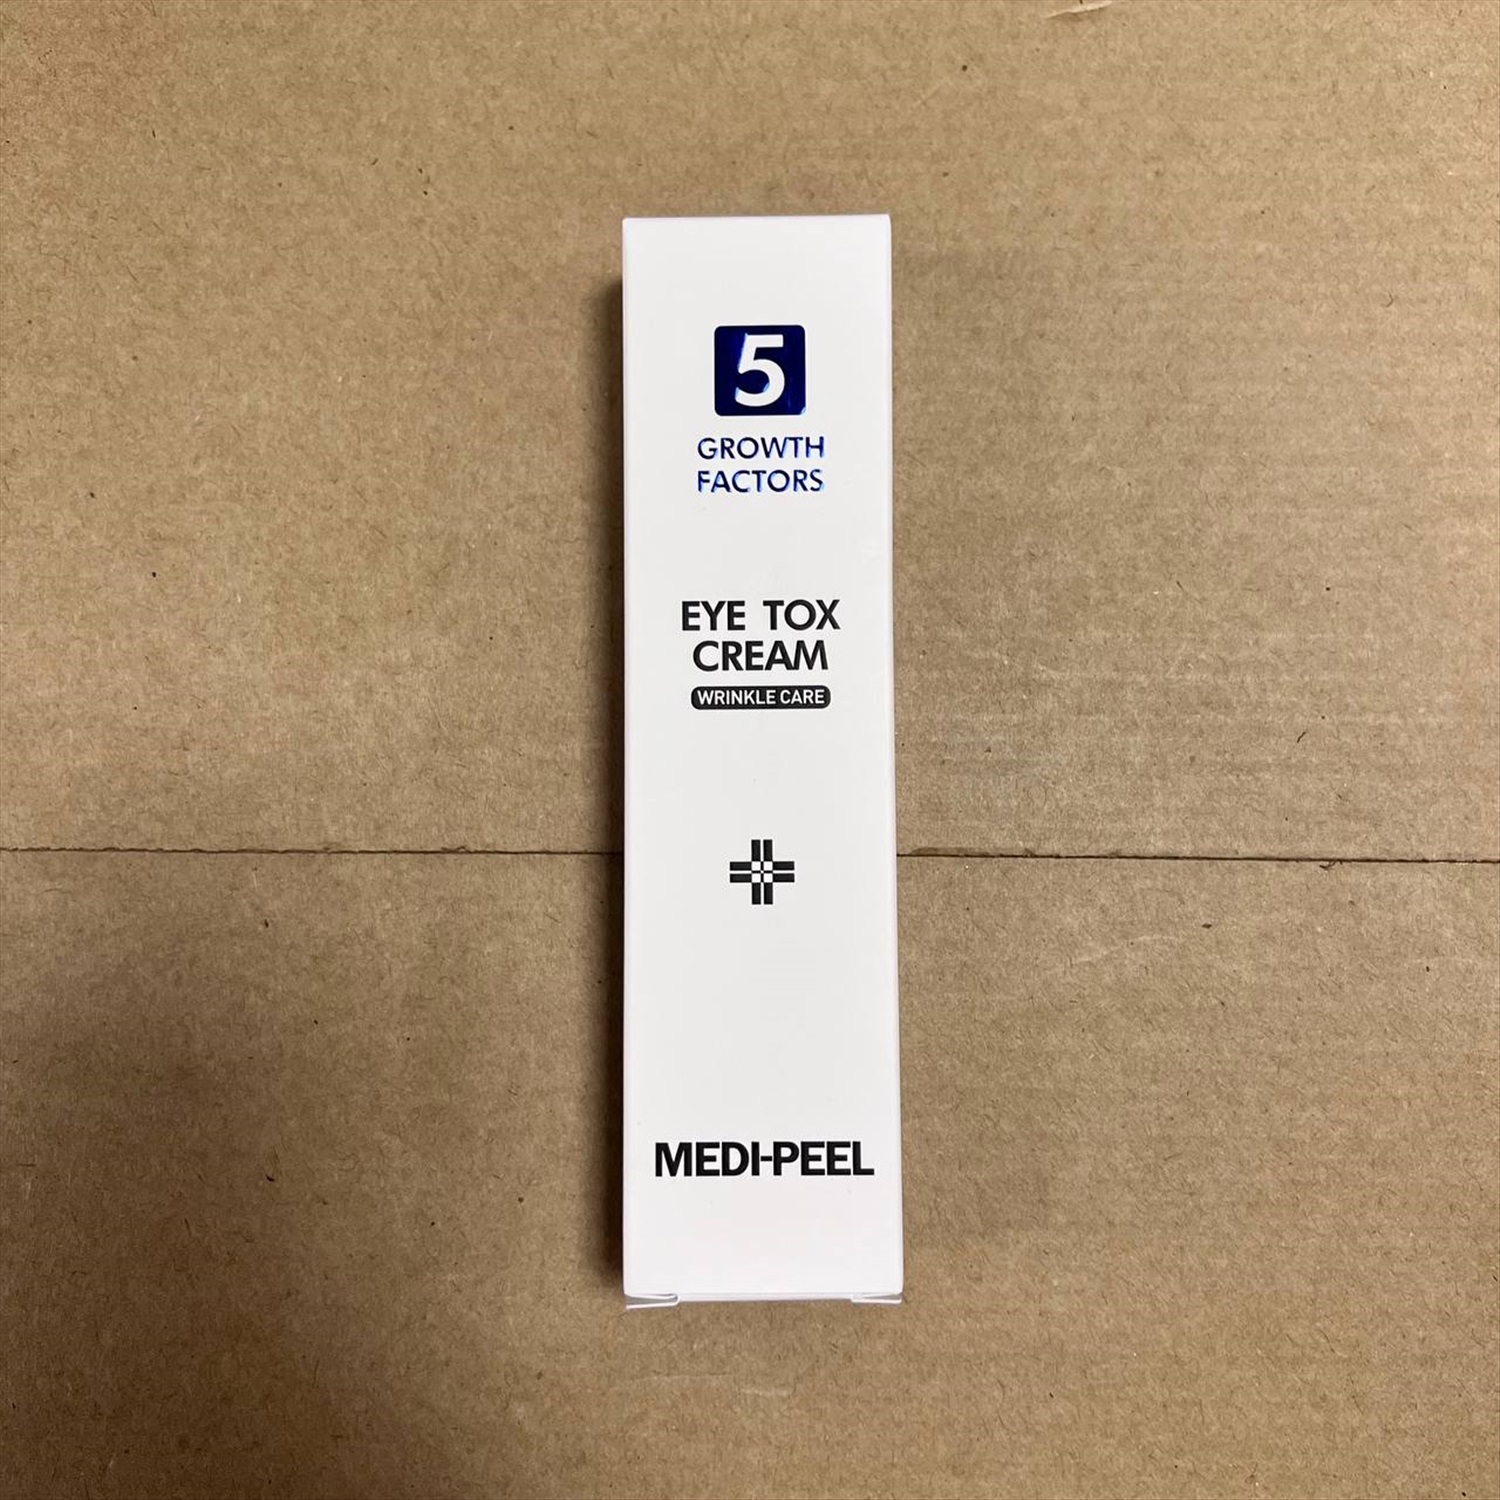 5
GROWTH
FACTORS
EYE TOX
CREAM
WRINKLE CARE
MEDI-PEEL